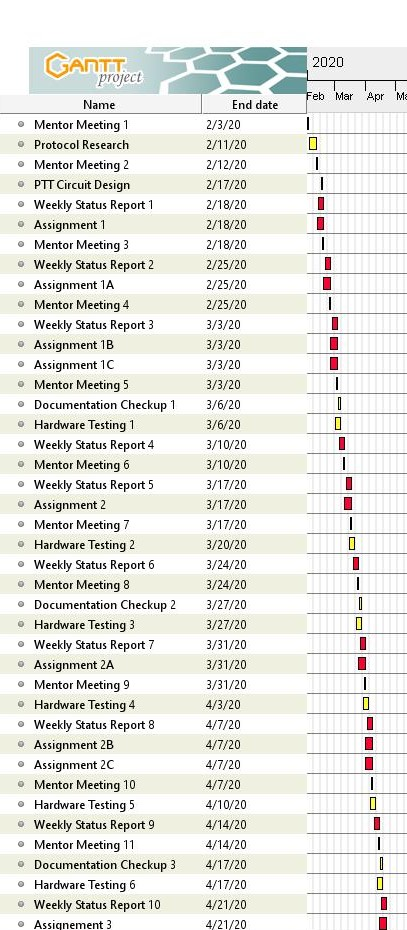 GANTT
project
2020
Feb Mar Apr Ma
Name End date
Mentor Meeting 1 2/3/20
Protocol Research 2/11/20
Mentor Meeting 2 2/12/20
PTT Circuit Design 2/17/20
Weekly Status Report 1 2/18/20
Assignment 1 2/18/20
Mentor Meeting 3 2/18/20
Weekly Status Report 2 2/25/20
Assignment 1A 2/25/20
Mentor Meeting 4 2/25/20
Weekly Status Report 3 3/3/20
Assignment 1B 3/3/20
Assignment 1C 3/3/20
Mentor Meeting 5 3/3/20
Documentation Checkup 1 3/6/20
Hardware Testing 1 3/6/20
Weekly Status Report 4 3/10/20
Mentor Meeting 6 3/10/20
Weekly Status Report 5 3/17/20
Assignment 2 3/17/20
Mentor Meeting 7 3/17/20
Hardware Testing 2 3/20/20
Weekly Status Report 6 3/24/20
Mentor Meeting 8 3/24/20
Documentation Checkup 2 3/27/20
Hardware Testing 3 3/27/20
Weekly Status Report 7 3/31/20
Assignment 2A 3/31/20
Mentor Meeting 9 3/31/20
Hardware Testing 4 4/3/20
Weekly Status Report 8 4/7/20
Assignment 2B 4/7/20
Assignment 2C 4/7/20
Mentor Meeting 10 4/7/20
Hardware Testing 5 4/10/20
Weekly Status Report 9 4/14/20
Mentor Meeting 11 4/14/20
Documentation Checkup 3 4/17/20
Hardware Testing 6 4/17/20
Weekly Status Report 10 4/21/20
Assignement 3 4/21/20